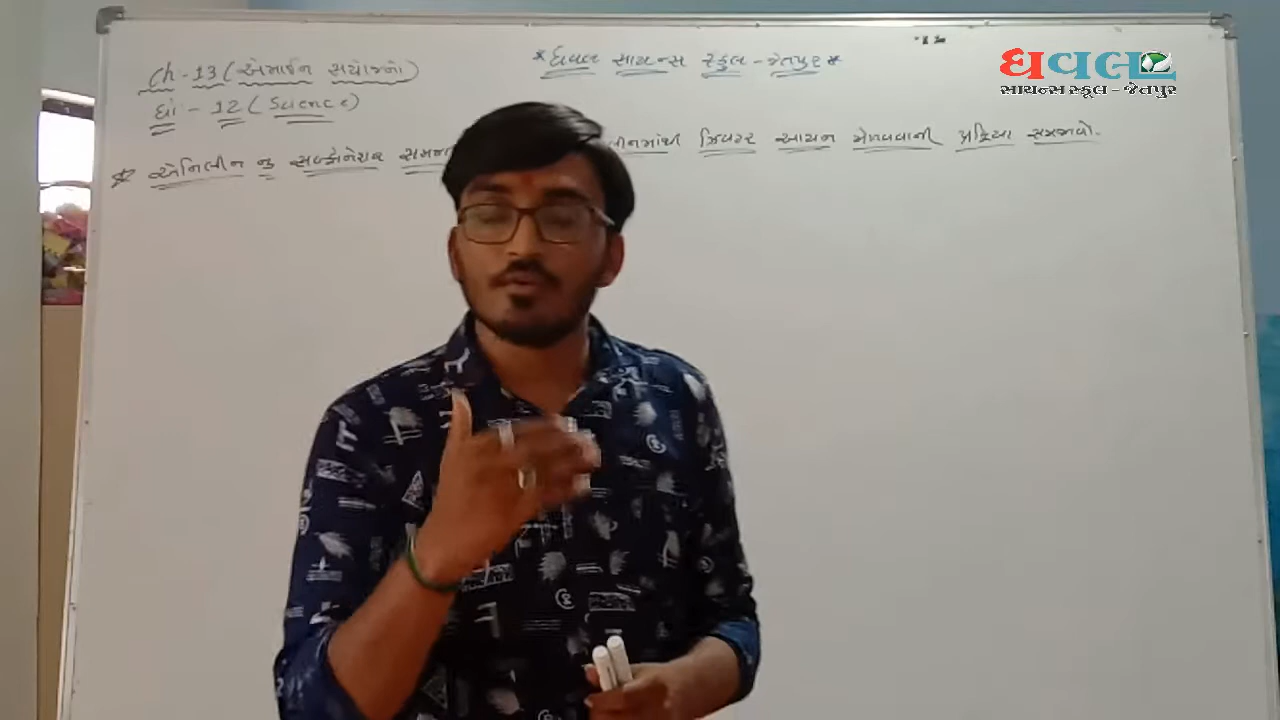 Ch - 13 ( એમાઈન સંયોજનો )
* ધવલ સાયન્સ સ્કુલ - જેતપુર *
ધવલ
સાયન્સ સ્કુલ - જેતપુર
ધો - 12 ( Science )
* એનિલીન નુ સલ્ફોનેશન ઝિવટર આયન મેળવવાની પ્રક્રિયા સમજાવો.